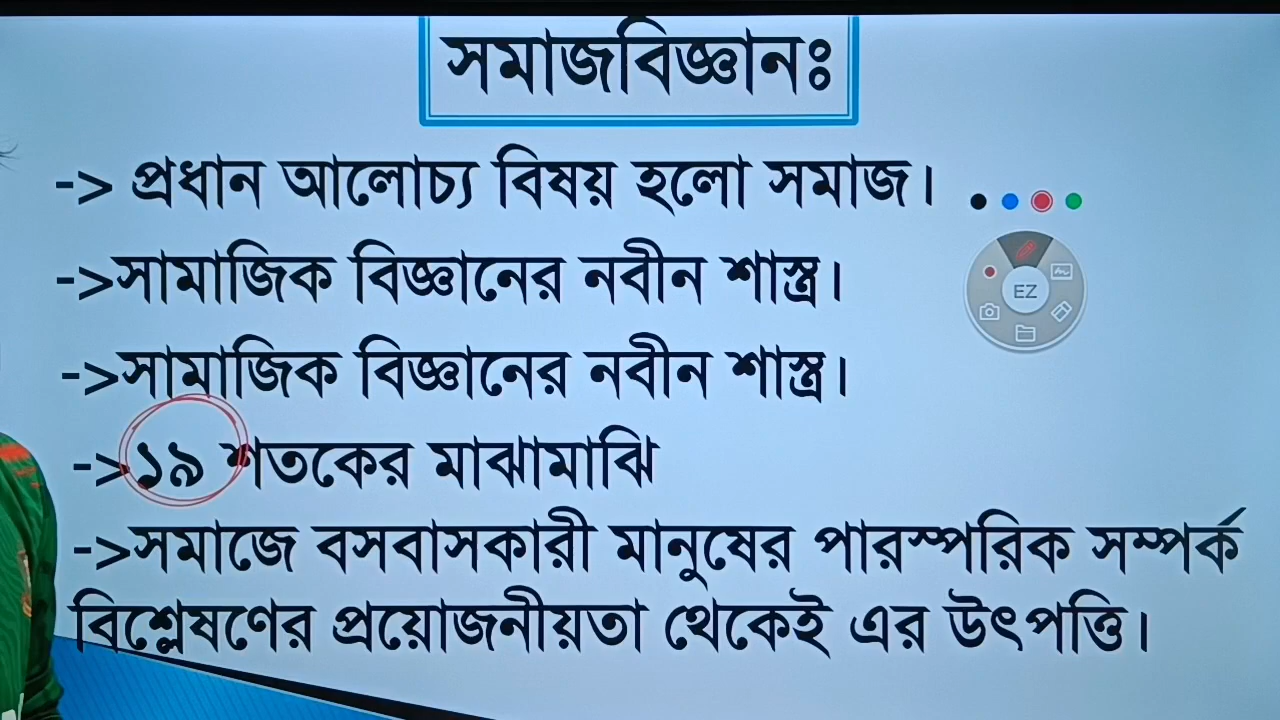 সমাজবিজ্ঞানঃ
-> প্রধান আলোচ্য বিষয় হলো সমাজ।
->সামাজিক বিজ্ঞানের নবীন শাস্ত্র।
EZ
->সামাজিক বিজ্ঞানের নবীন শাস্ত্র।
->১৯ শতকের মাঝামাঝি
->সমাজে বসবাসকারী মানুষের পারস্পরিক সম্পর্ক
বিশ্লেষণের প্রয়োজনীয়তা থেকেই এর উৎপত্তি।